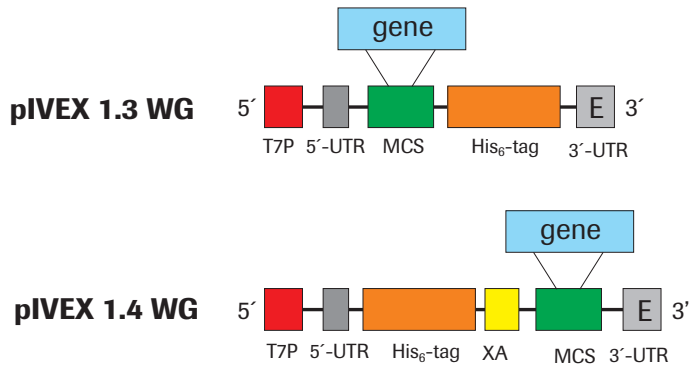 gene
pIVEX 1.3 WG 5´ E 3´
T7P 5´-UTR MCS His₆-tag 3´-UTR
gene
pIVEX 1.4 WG 5´ E 3'
T7P 5´-UTR His₆-tag XA MCS 3´-UTR